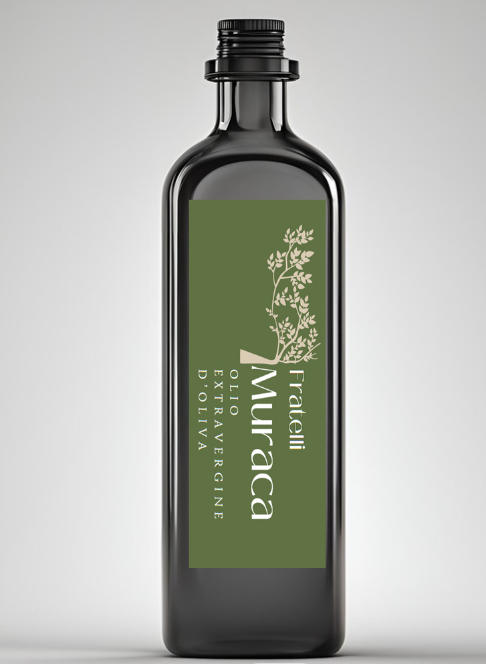 Fratelli
Muraca
OLIO
EXTRAVERGINE
D'OLIVA